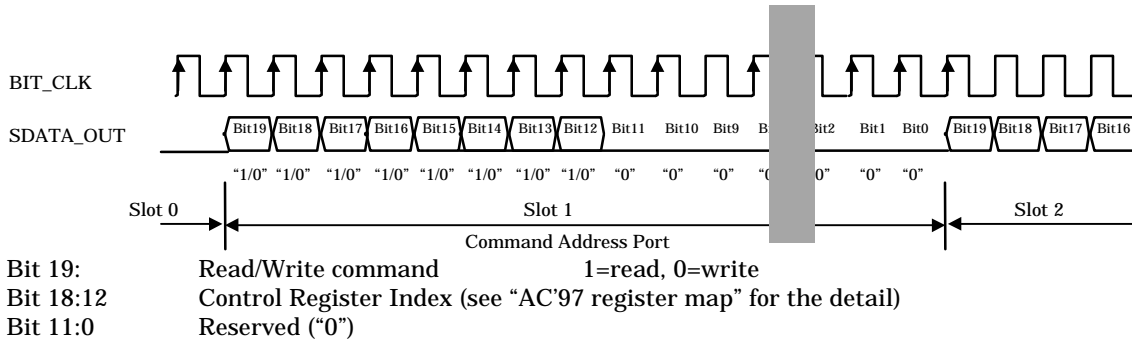 BIT_CLK
SDATA_OUT
Bit19 Bit18 Bit17 Bit16 Bit15 Bit14 Bit13 Bit12 Bit11 Bit10 Bit9 Bit1 Bit0 Bit19 Bit18 Bit17 Bit16
“1/0” “1/0” “1/0” “1/0” “1/0” “1/0” “1/0” “1/0” “0” “0” “0” “0” “0”
Slot 0 Slot 1 Slot 2
Command Address Port
Bit 19: Read/Write command 1=read, 0=write
Bit 18:12 Control Register Index (see “AC’97 register map” for the detail)
Bit 11:0 Reserved (“0”)